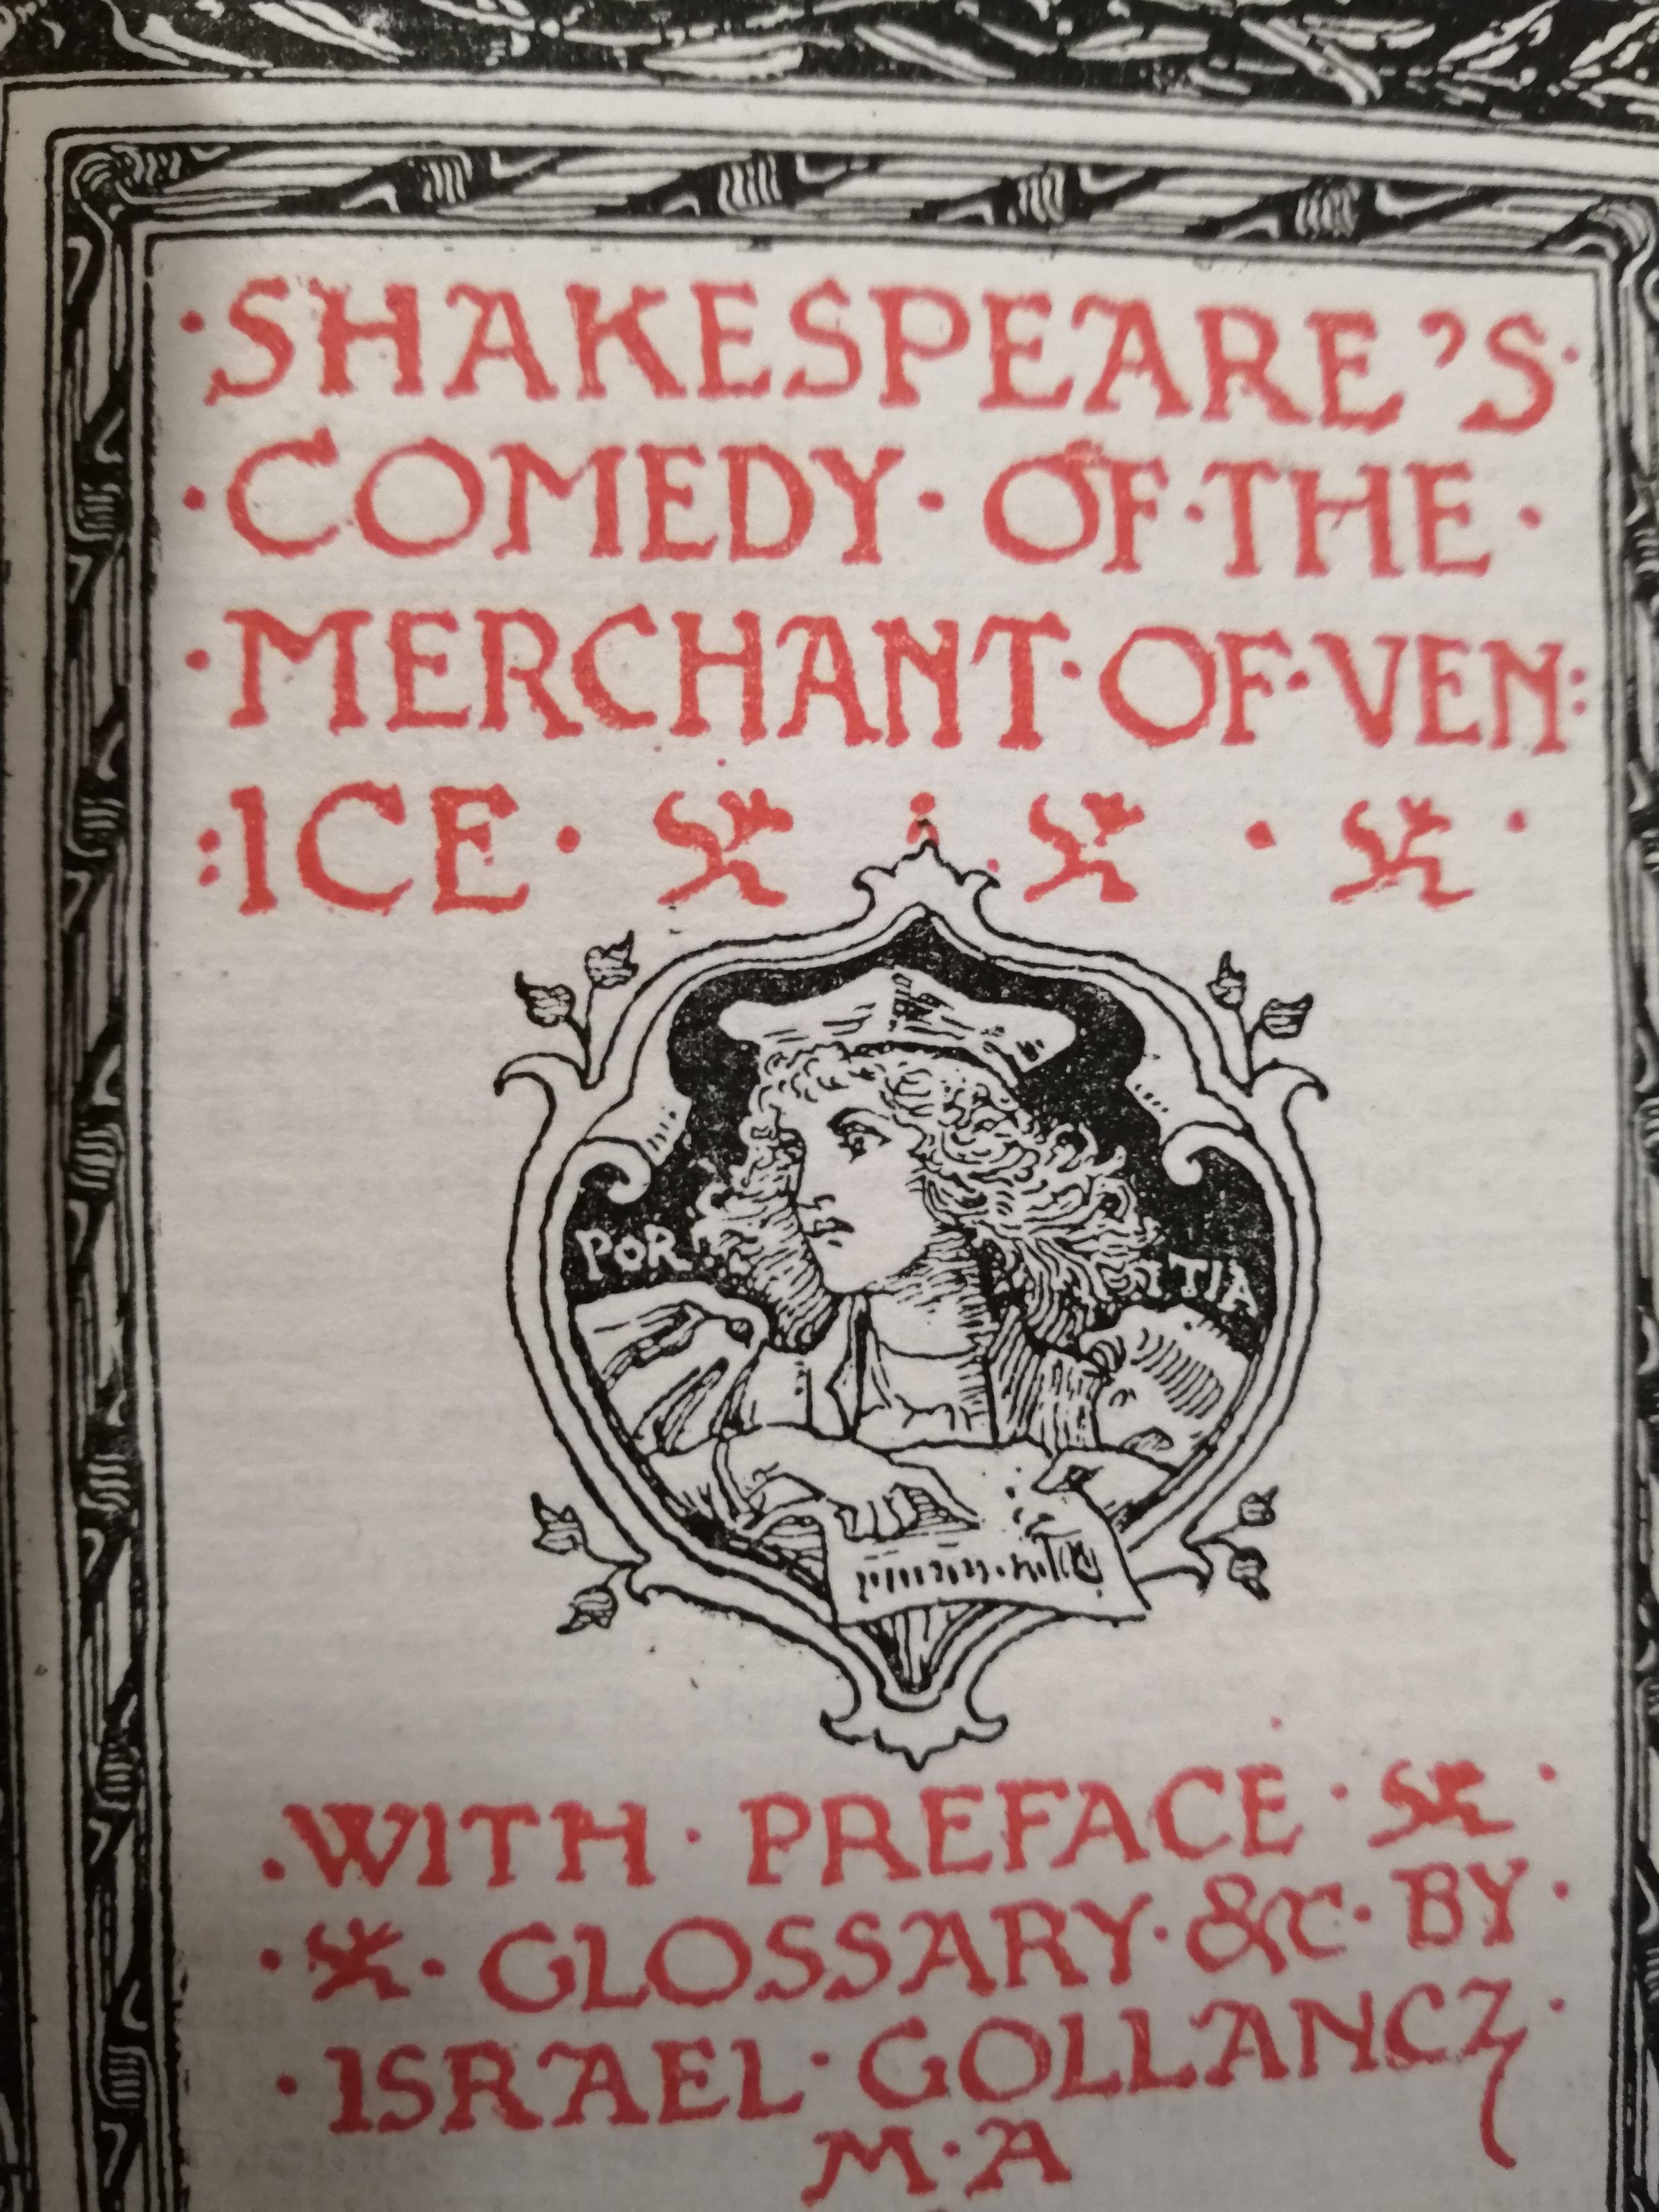 ·SHAKESPEARE'S·
·COMEDY·OF·THE·
·MERCHANT·OF·VEN:
:ICE·
POR TIA
·WITH·PREFACE·
·GLOSSARY·&C·BY·
·ISRAEL·GOLLANCZ·
M·A